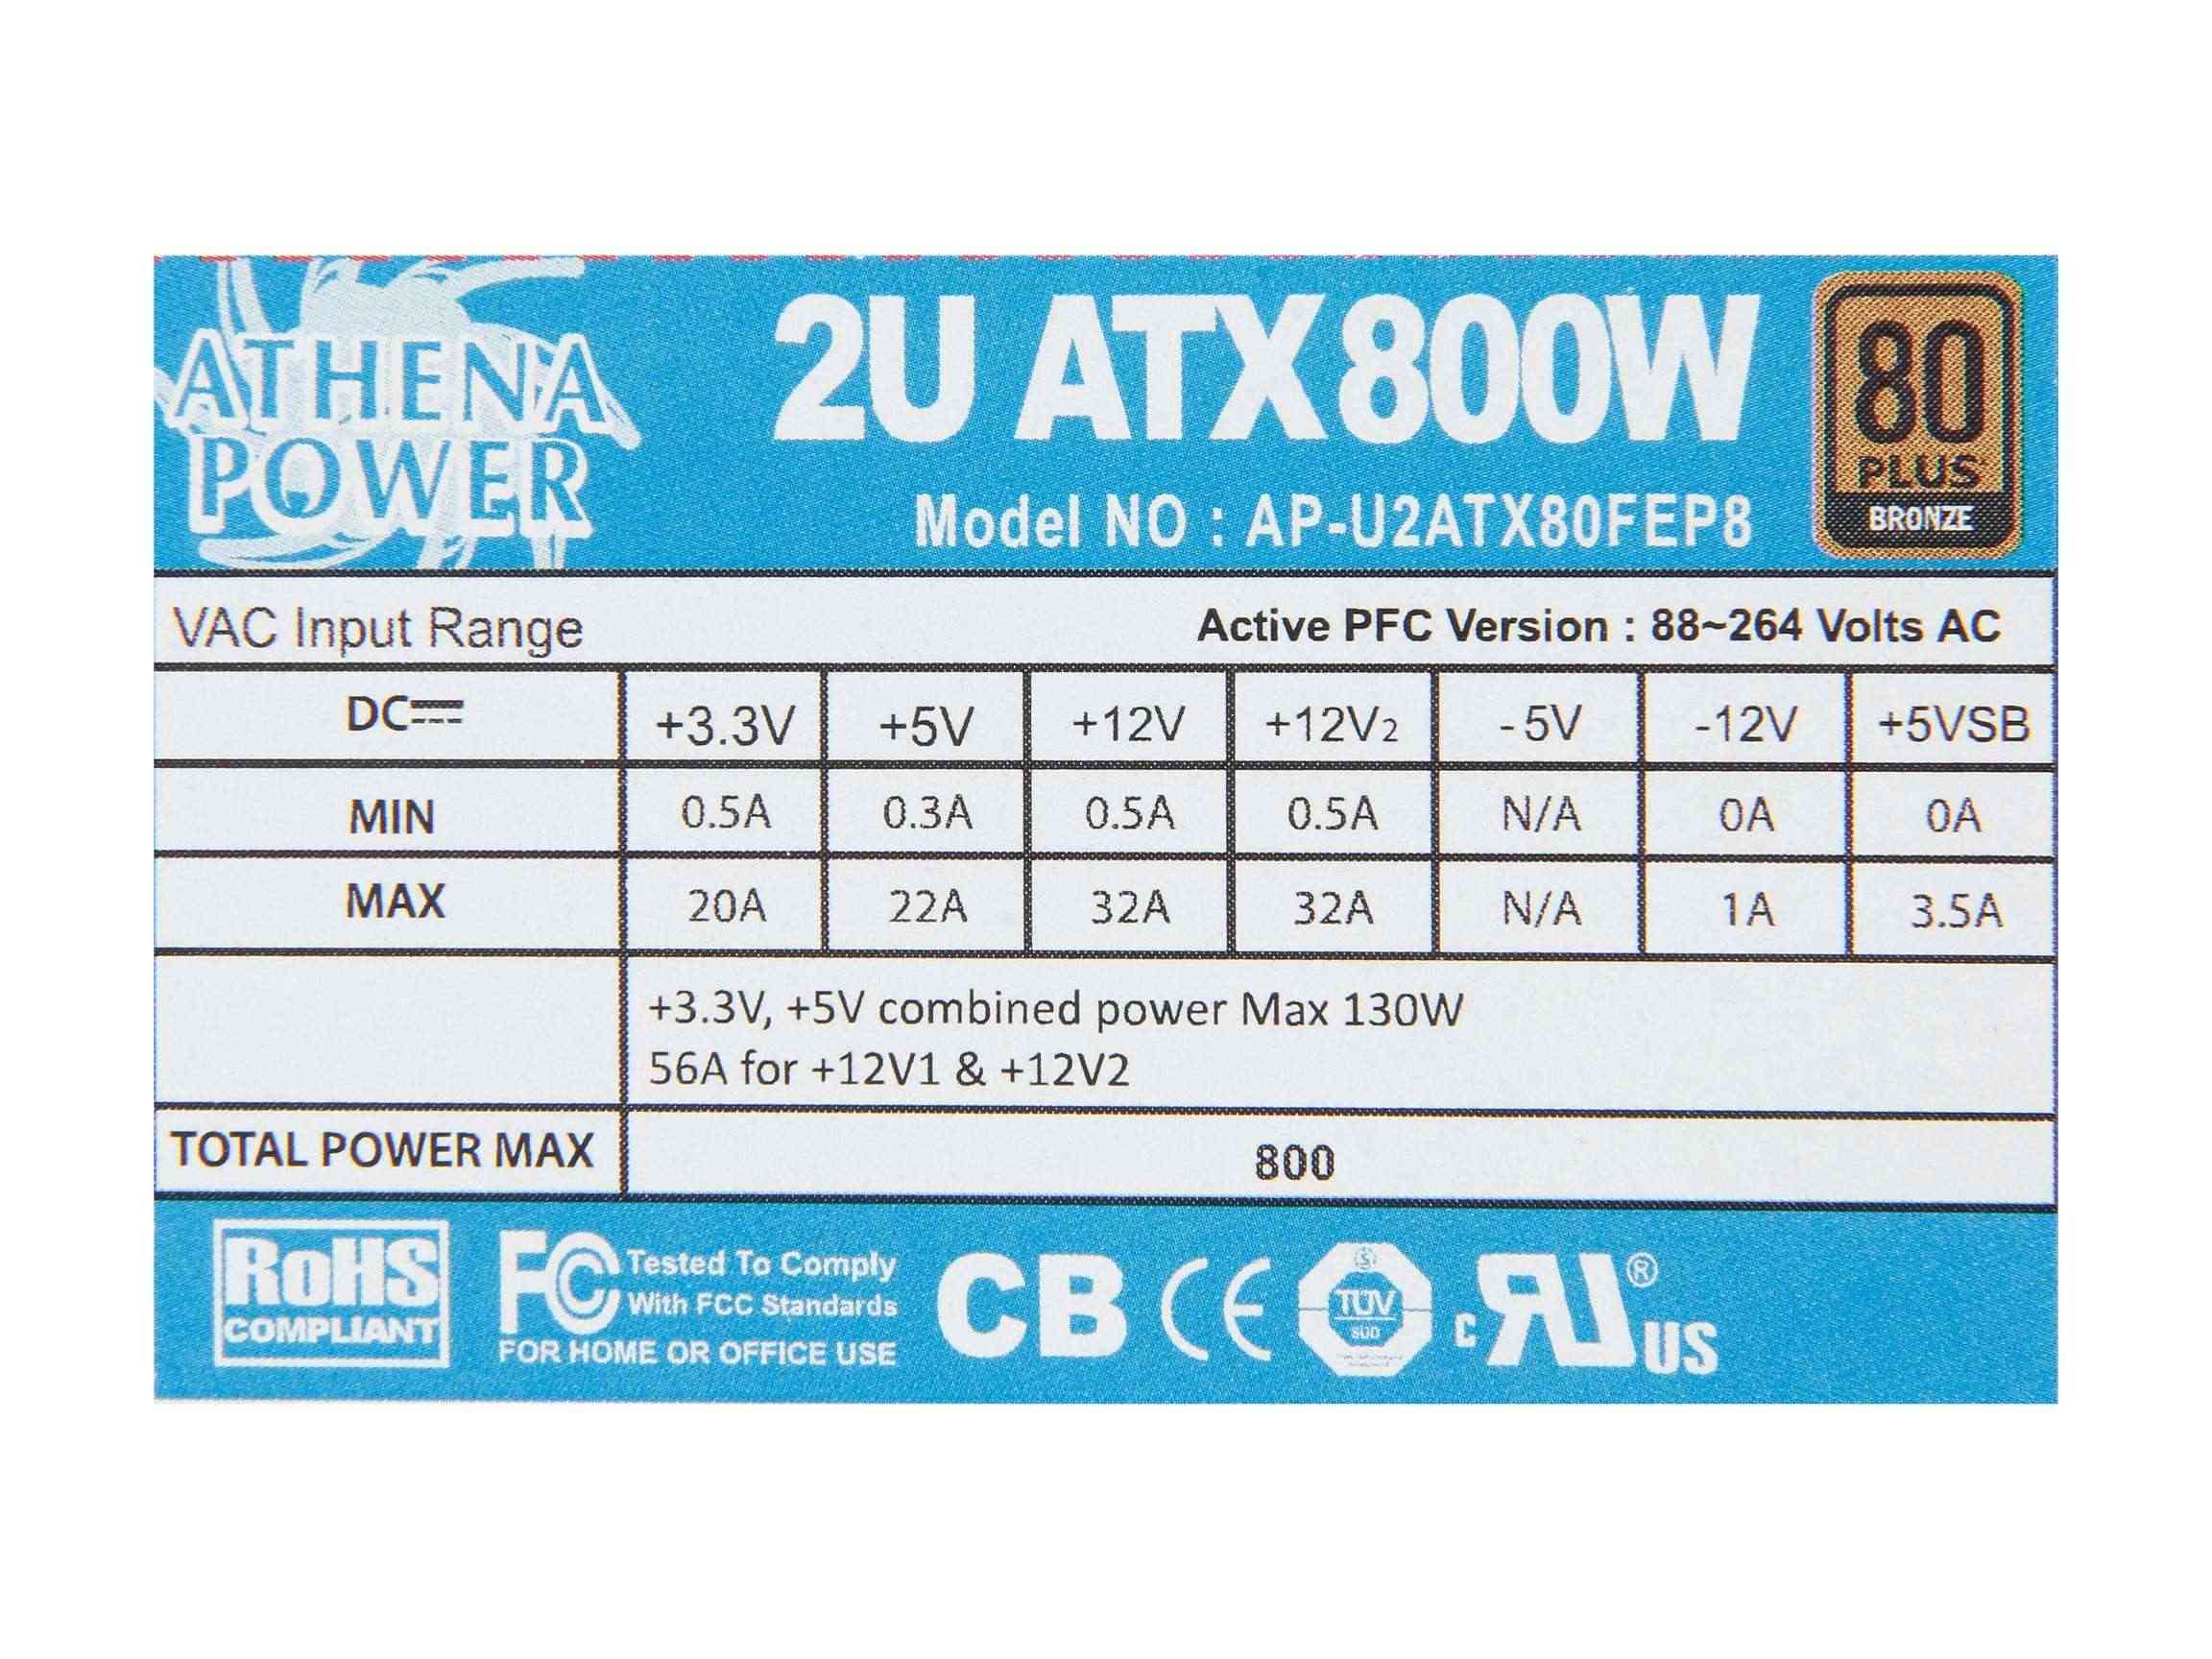 ATHENA
POWER
2U ATX 800W
Model NO : AP-U2ATX80FEP8
80
PLUS
BRONZE
VAC Input Range Active PFC Version : 88~264 Volts AC
DC +3.3V +5V +12V +12V2 -5V -12V +5VSB
MIN 0.5A 0.3A 0.5A 0.5A N/A 0A 0A
MAX 20A 22A 32A 32A N/A 1A 3.5A
+3.3V, +5V combined power Max 130W
56A for +12V1 & +12V2
TOTAL POWER MAX 800
RoHS
COMPLIANT
FC Tested To Comply
With FCC Standards
FOR HOME OR OFFICE USE
CB CE
S
TÜV
SÜD
c RU ® US